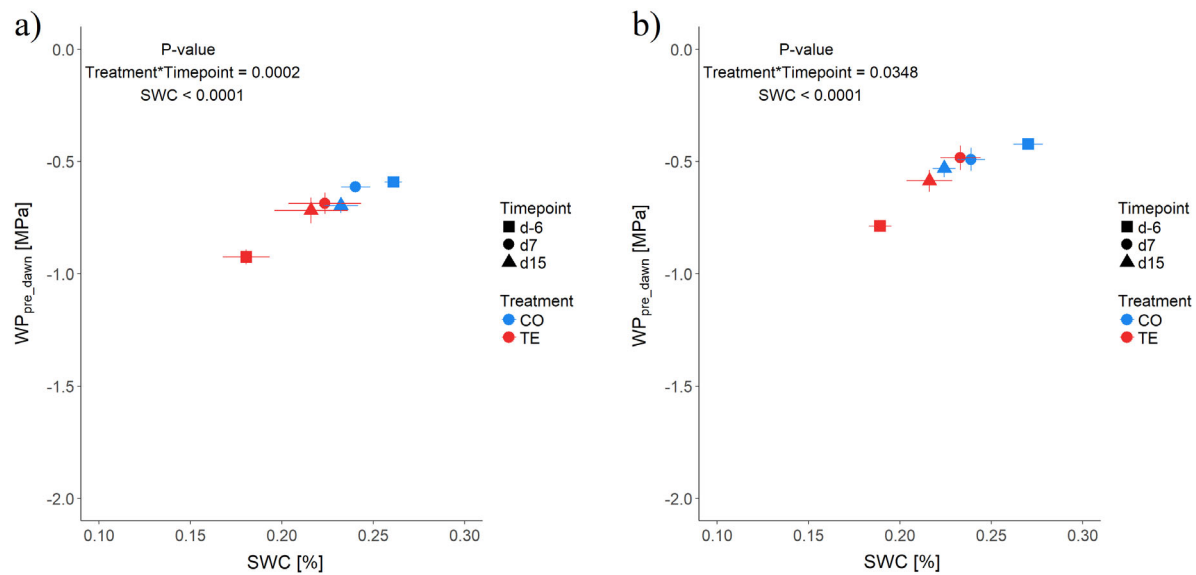 a)
P-value
Treatment*Timepoint = 0.0002
SWC < 0.0001
0.0
-0.5
-1.0
-1.5
-2.0
WPpre_dawn [MPa]
0.10
0.15
0.20
0.25
0.30
SWC [%]
Timepoint
d-6
d7
d15
Treatment
CO
TE
b)
P-value
Treatment*Timepoint = 0.0348
SWC < 0.0001
0.0
-0.5
-1.0
-1.5
-2.0
WPpre_dawn [MPa]
0.10
0.15
0.20
0.25
0.30
SWC [%]
Timepoint
d-6
d7
d15
Treatment
CO
TE